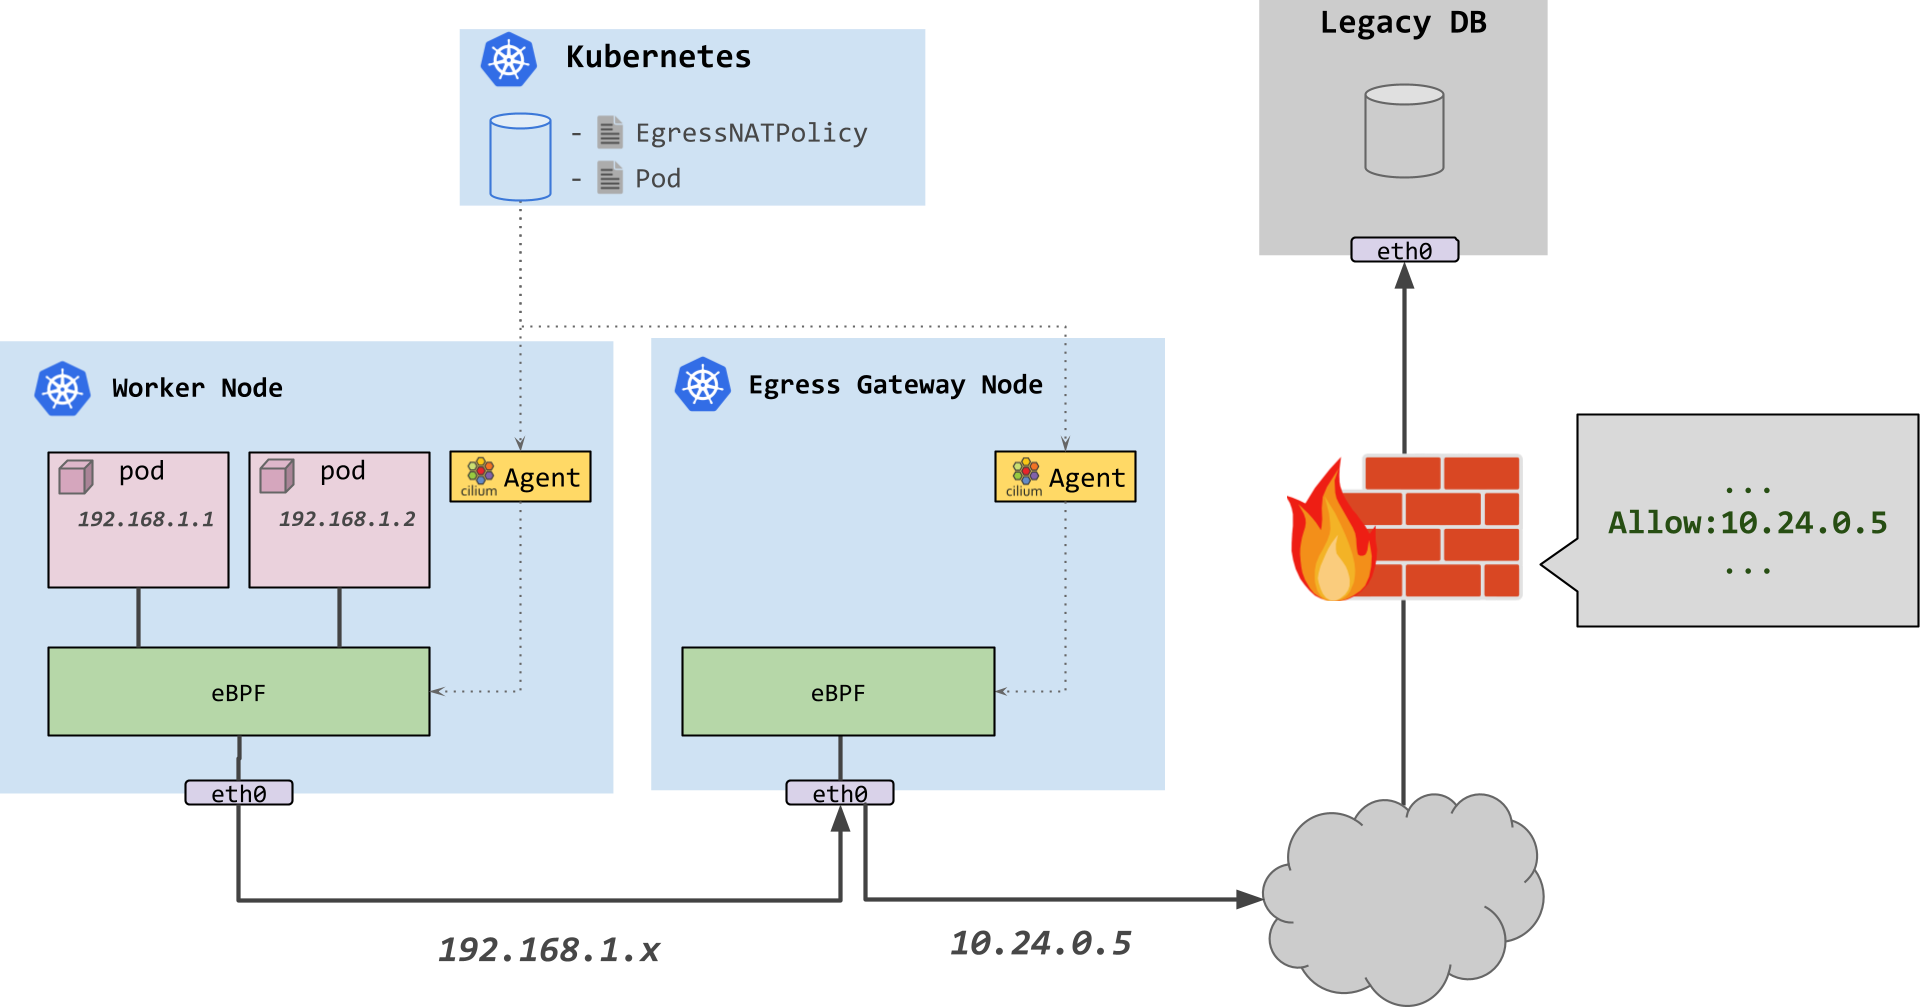 Kubernetes
- EgressNATPolicy
- Pod
Legacy DB
eth0
Worker Node
pod
192.168.1.1
pod
192.168.1.2
cilium Agent
eBPF
eth0
Egress Gateway Node
cilium Agent
eBPF
eth0
...
Allow:10.24.0.5
...
192.168.1.x
10.24.0.5